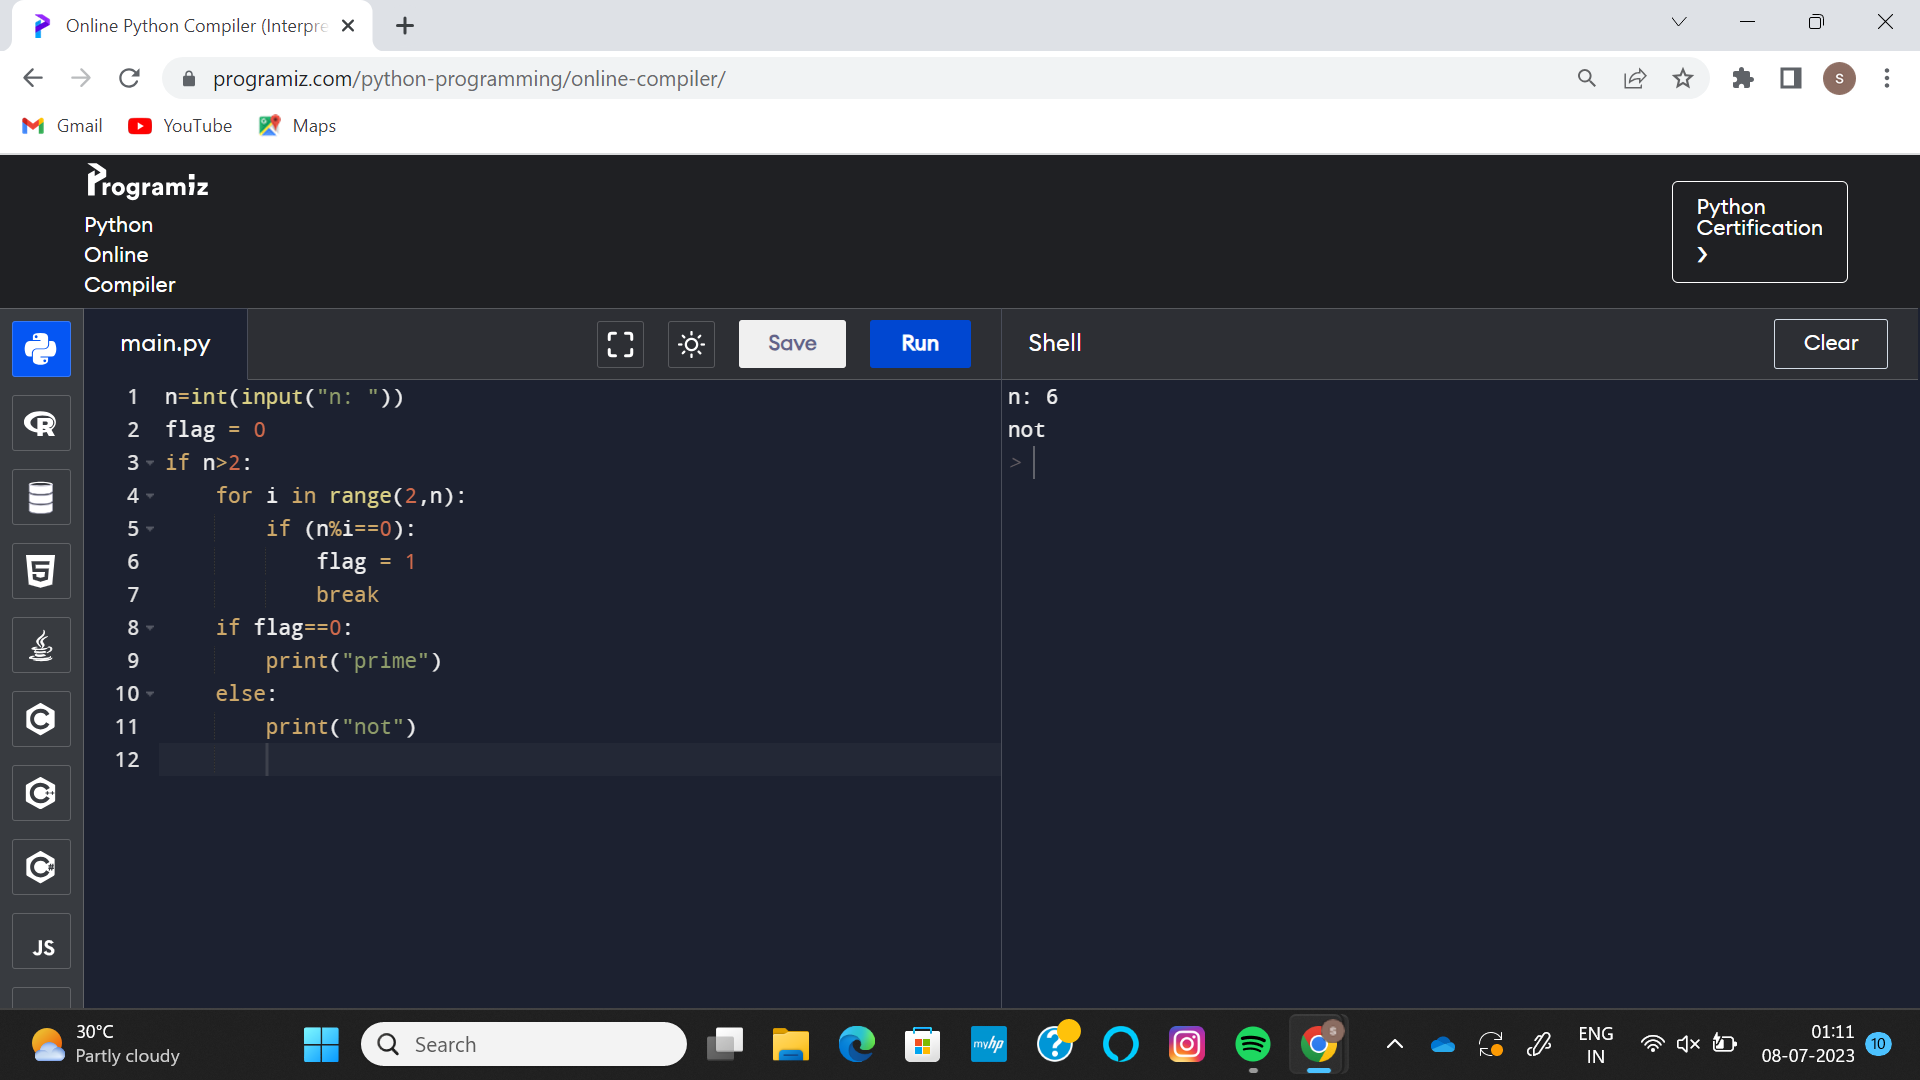 Online Python Compiler (Interpre
programiz.com/python-programming/online-compiler/
S
Gmail
YouTube
Maps
Programiz
Python
Online
Compiler
Python
Certification
main.py
Save
Run
Shell
Clear
1 n=int(input("n: "))
2 flag = 0
3 if n>2:
4     for i in range(2,n):
5         if (n%i==0):
6             flag = 1
7             break
8     if flag==0:
9         print("prime")
10     else:
11         print("not")
12
n: 6
not
>
R
5
C
C
C
JS
30°C
Partly cloudy
Search
myhp
S
ENG
IN
01:11
08-07-2023
10